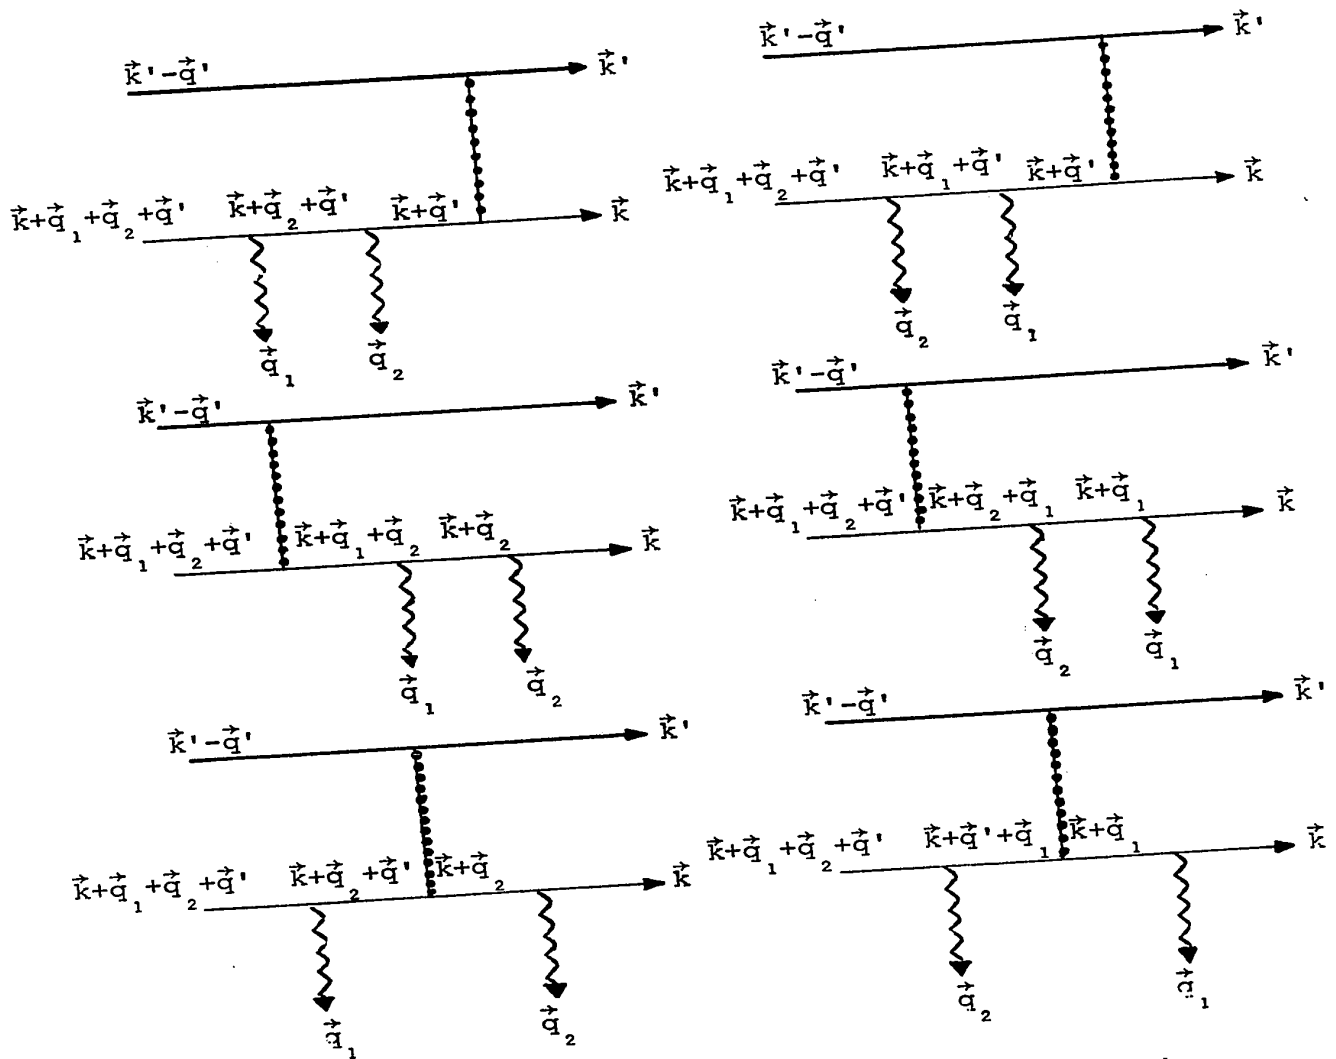 k⃗'-q⃗' k⃗'
k⃗+q⃗₁+q⃗₂+q⃗' k⃗+q⃗₂+q⃗' k⃗+q⃗' k⃗
q⃗₁ q⃗₂
k⃗'-q⃗' k⃗'
k⃗+q⃗₁+q⃗₂+q⃗' k⃗+q⃗₁+q⃗' k⃗+q⃗' k⃗
q⃗₂ q⃗₁
k⃗'-q⃗' k⃗'
k⃗+q⃗₁+q⃗₂+q⃗' k⃗+q⃗₁+q⃗₂ k⃗+q⃗₂ k⃗
q⃗₁ q⃗₂
k⃗'-q⃗' k⃗'
k⃗+q⃗₁+q⃗₂+q⃗' k⃗+q⃗₂+q⃗₁ k⃗+q⃗₁ k⃗
q⃗₂ q⃗₁
k⃗'-q⃗' k⃗'
k⃗+q⃗₁+q⃗₂+q⃗' k⃗+q⃗₂+q⃗' k⃗+q⃗₂ k⃗
q⃗₁ q⃗₂
k⃗'-q⃗' k⃗'
k⃗+q⃗₁+q⃗₂+q⃗' k⃗+q⃗'+q⃗₁ k⃗+q⃗₁ k⃗
q⃗₂ q⃗₁